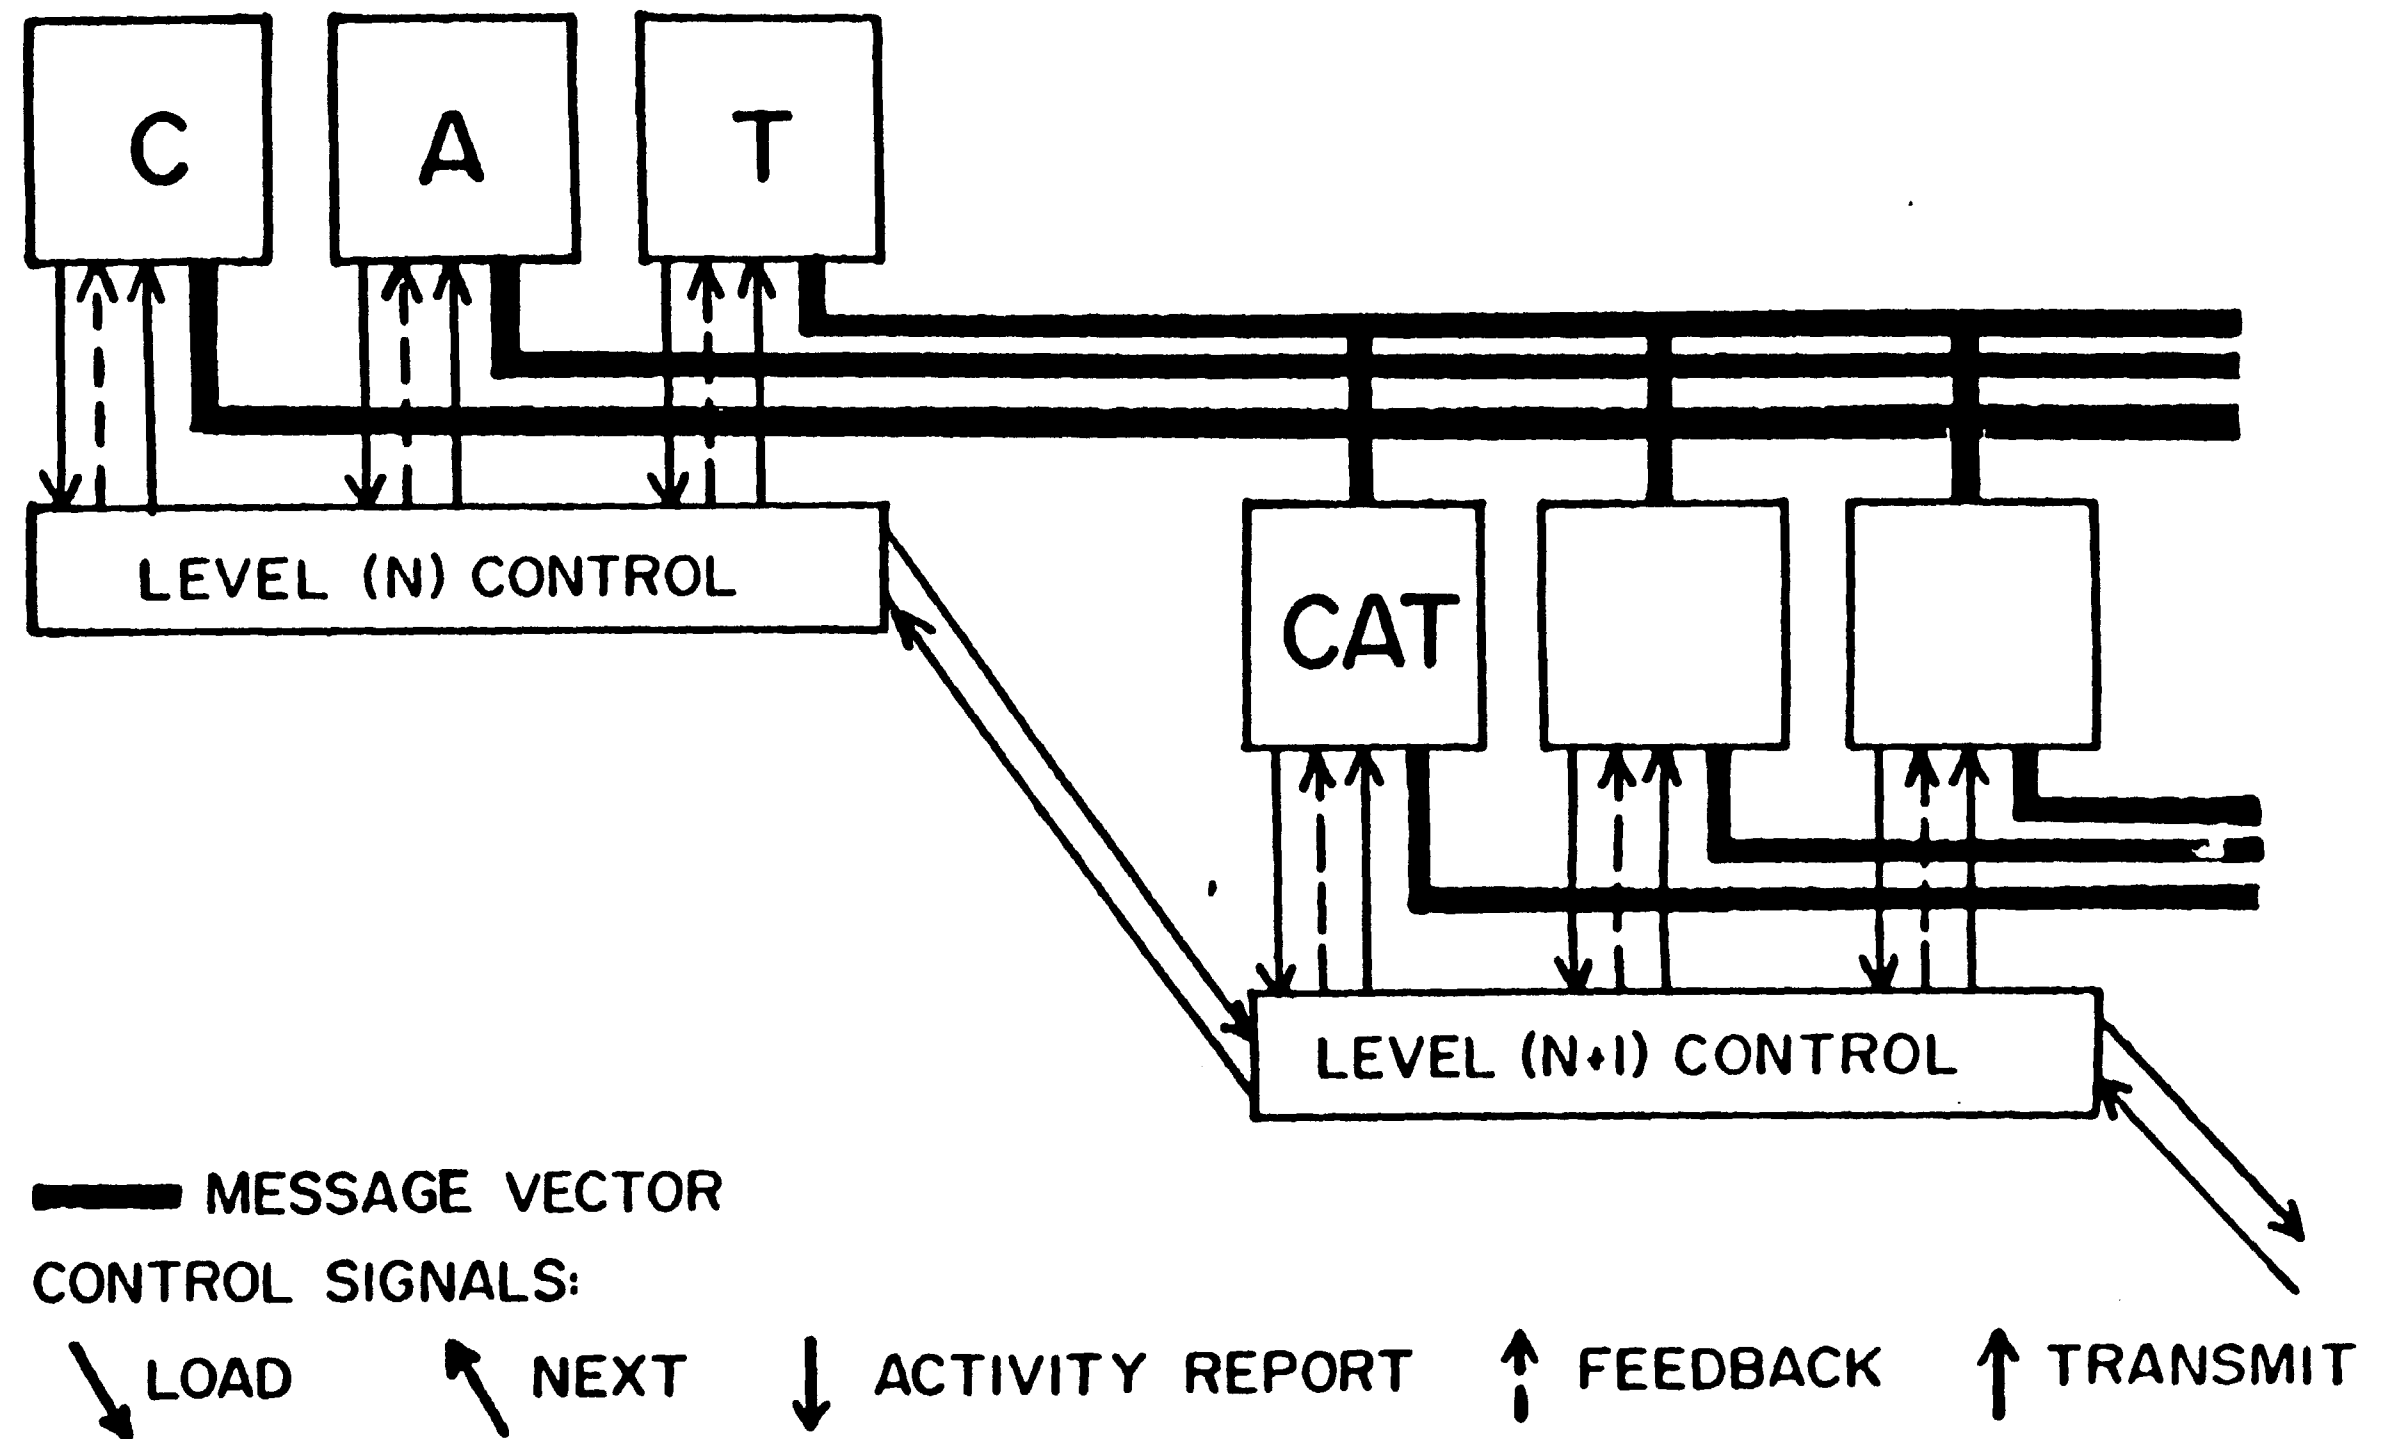 C A T
LEVEL (N) CONTROL
CAT
LEVEL (N+1) CONTROL
MESSAGE VECTOR
CONTROL SIGNALS:
LOAD NEXT ACTIVITY REPORT FEEDBACK TRANSMIT